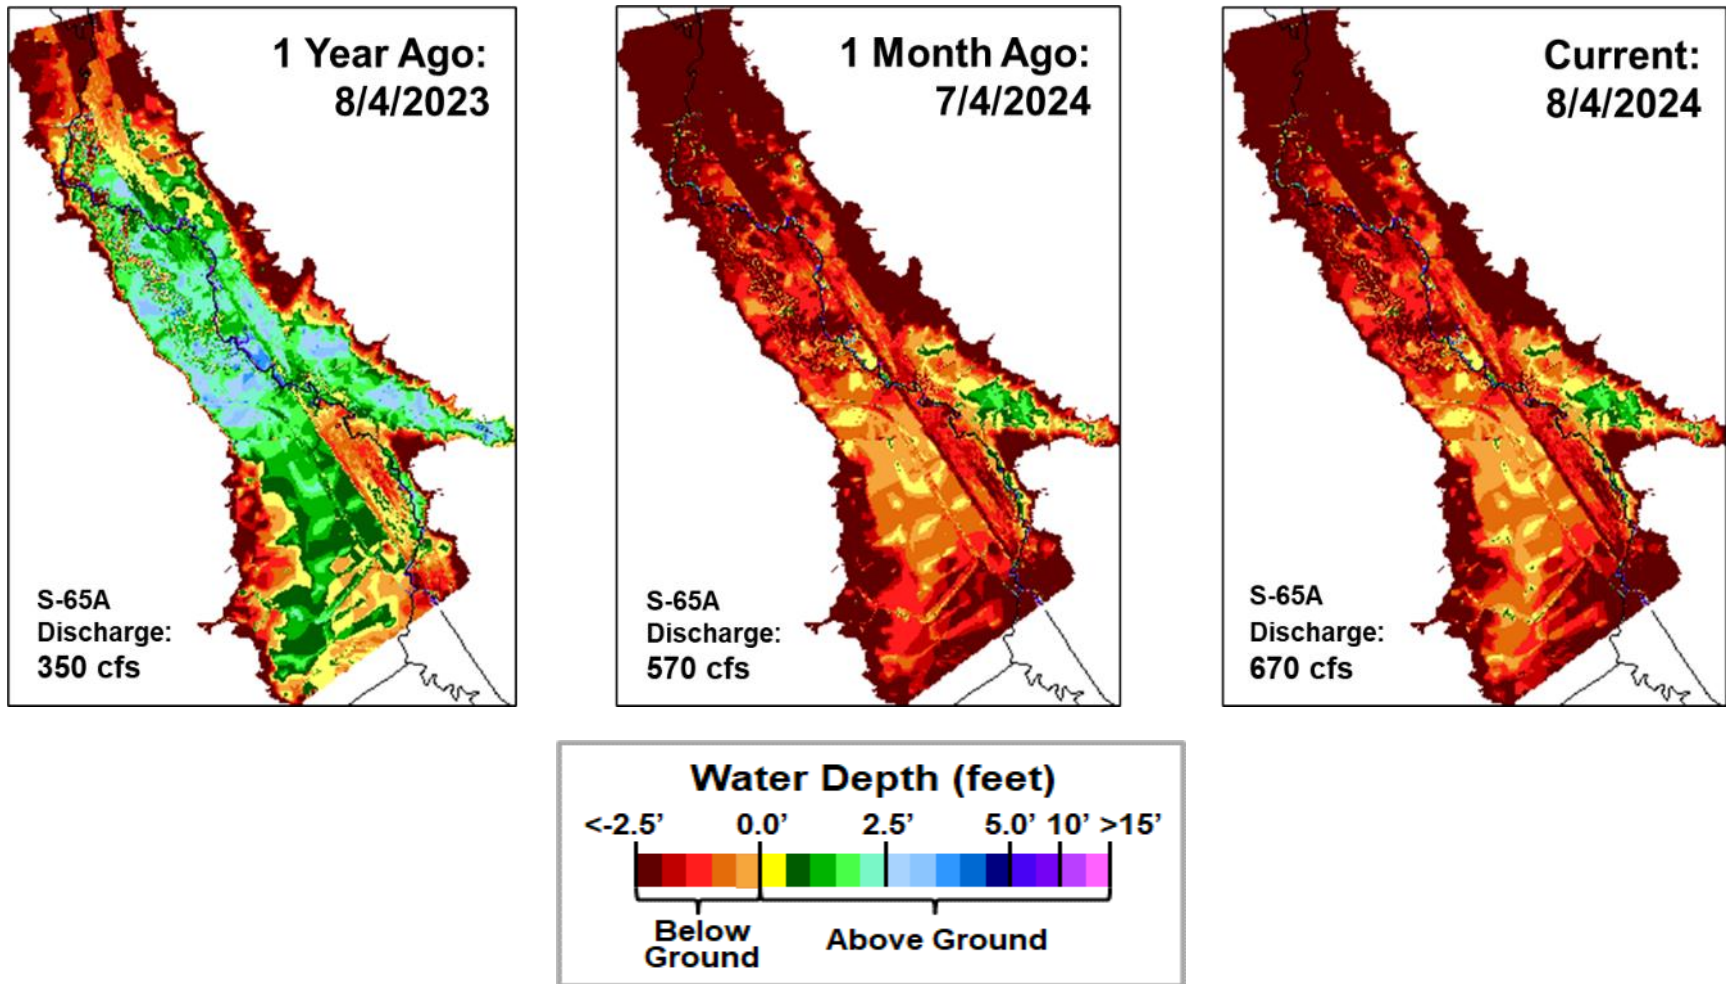 1 Year Ago:
8/4/2023
S-65A
Discharge:
350 cfs
1 Month Ago:
7/4/2024
S-65A
Discharge:
570 cfs
Current:
8/4/2024
S-65A
Discharge:
670 cfs
Water Depth (feet)
<-2.5’ 0.0’ 2.5’ 5.0’ 10’ >15’
Below
Ground
Above Ground